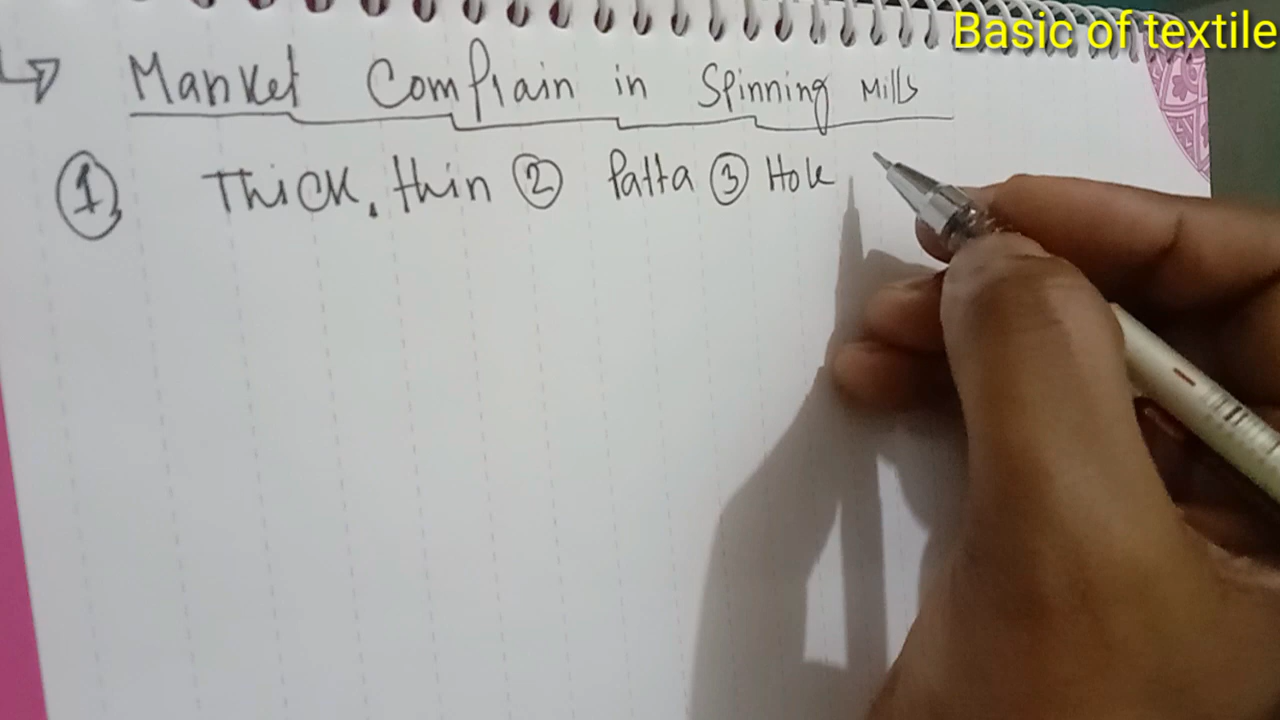 Basic of textile
Market Complain in Spinning Mills
① Thick, thin ② Patta ③ Hole